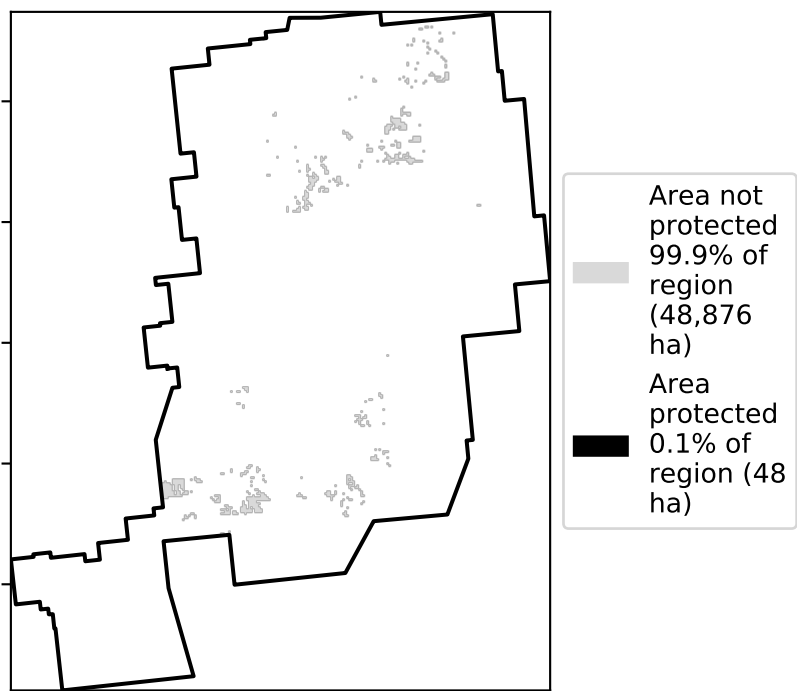 Area not
protected
99.9% of
region
(48,876
ha)
Area
protected
0.1% of
region (48
ha)